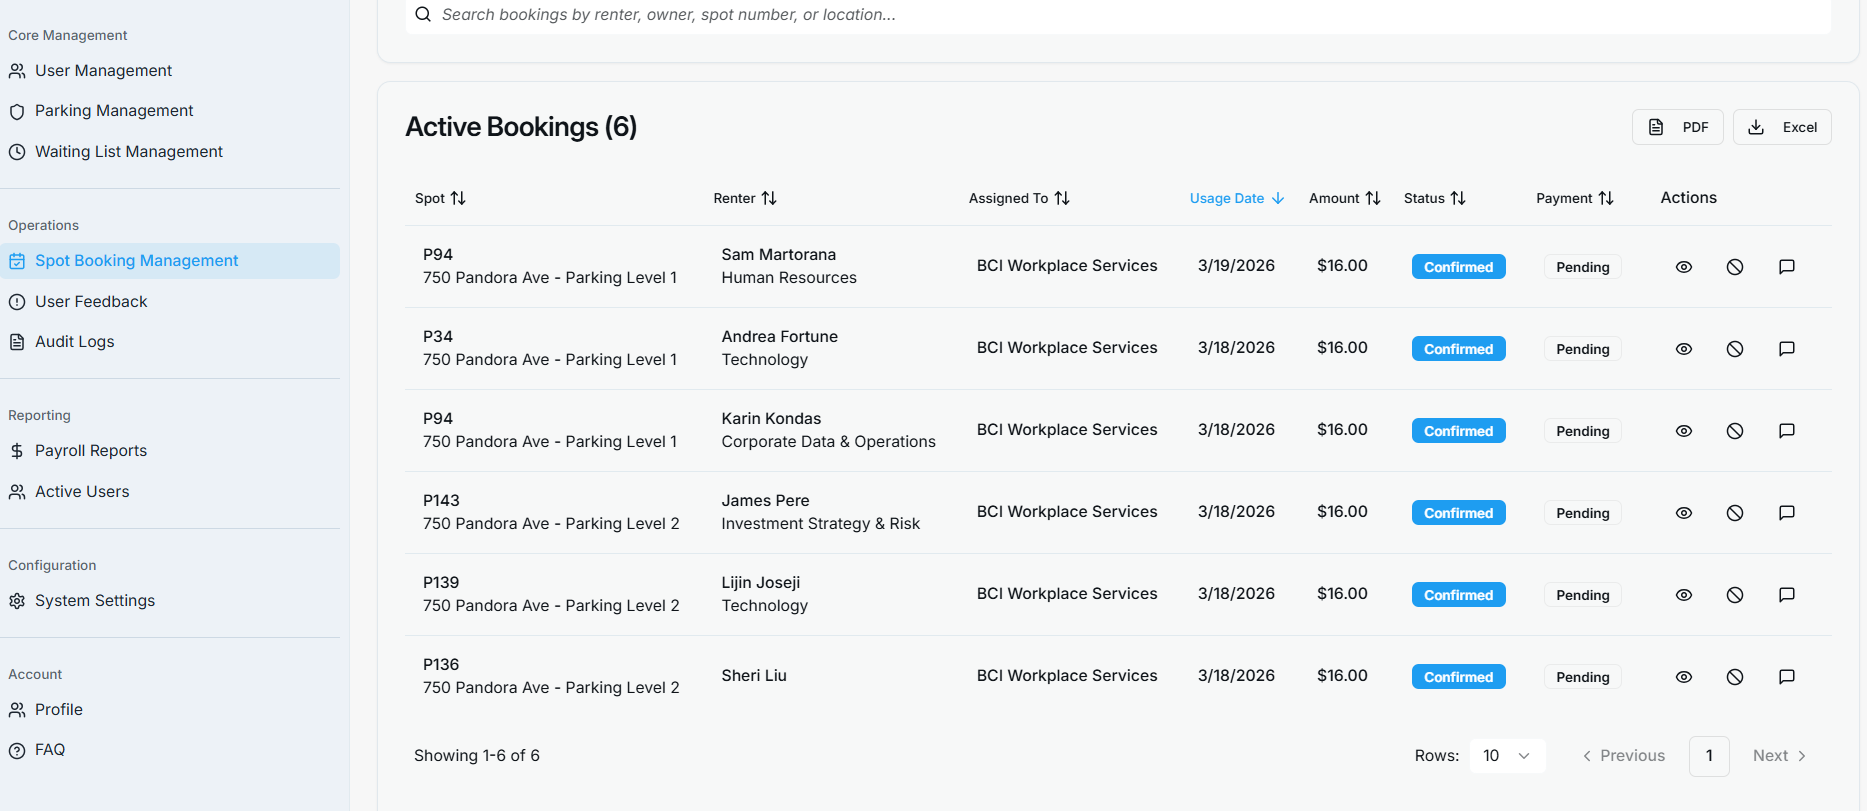 Core Management
User Management
Parking Management
Waiting List Management
Operations
Spot Booking Management
User Feedback
Audit Logs
Reporting
Payroll Reports
Active Users
Configuration
System Settings
Account
Profile
FAQ
Search bookings by renter, owner, spot number, or location...
Active Bookings (6)
PDF
Excel
Spot Renter Assigned To Usage Date Amount Status Payment Actions
P94
750 Pandora Ave - Parking Level 1
Sam Martorana
Human Resources
BCI Workplace Services
3/19/2026
$16.00
Confirmed
Pending
P34
750 Pandora Ave - Parking Level 1
Andrea Fortune
Technology
BCI Workplace Services
3/18/2026
$16.00
Confirmed
Pending
P94
750 Pandora Ave - Parking Level 1
Karin Kondas
Corporate Data & Operations
BCI Workplace Services
3/18/2026
$16.00
Confirmed
Pending
P143
750 Pandora Ave - Parking Level 2
James Pere
Investment Strategy & Risk
BCI Workplace Services
3/18/2026
$16.00
Confirmed
Pending
P139
750 Pandora Ave - Parking Level 2
Lijin Joseji
Technology
BCI Workplace Services
3/18/2026
$16.00
Confirmed
Pending
P136
750 Pandora Ave - Parking Level 2
Sheri Liu
BCI Workplace Services
3/18/2026
$16.00
Confirmed
Pending
Showing 1-6 of 6
Rows: 10
Previous
1
Next